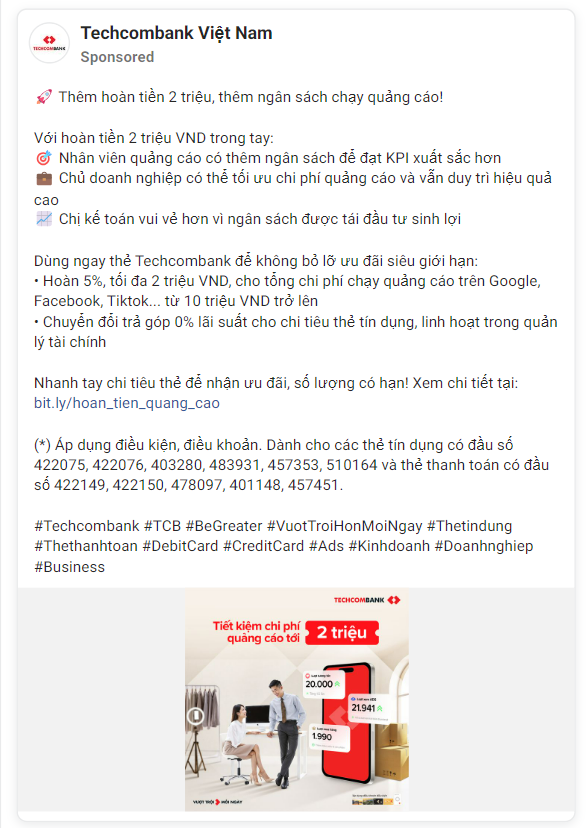 TECHCOMBANK
Techcombank Việt Nam
Sponsored
🚀 Thêm hoàn tiền 2 triệu, thêm ngân sách chạy quảng cáo!
Với hoàn tiền 2 triệu VND trong tay:
🎯 Nhân viên quảng cáo có thêm ngân sách để đạt KPI xuất sắc hơn
💼 Chủ doanh nghiệp có thể tối ưu chi phí quảng cáo và vẫn duy trì hiệu quả
cao
📈 Chị kế toán vui vẻ hơn vì ngân sách được tái đầu tư sinh lợi
Dùng ngay thẻ Techcombank để không bỏ lỡ ưu đãi siêu giới hạn:
• Hoàn 5%, tối đa 2 triệu VND, cho tổng chi phí chạy quảng cáo trên Google,
Facebook, Tiktok... từ 10 triệu VND trở lên
• Chuyển đổi trả góp 0% lãi suất cho chi tiêu thẻ tín dụng, linh hoạt trong quản
lý tài chính
Nhanh tay chi tiêu thẻ để nhận ưu đãi, số lượng có hạn! Xem chi tiết tại:
bit.ly/hoan_tien_quang_cao
(*) Áp dụng điều kiện, điều khoản. Dành cho các thẻ tín dụng có đầu số
422075, 422076, 403280, 483931, 457353, 510164 và thẻ thanh toán có đầu
số 422149, 422150, 478097, 401148, 457451.
#Techcombank #TCB #BeGreater #VuotTroiHonMoiNgay #Thetindung
#Thethanhtoan #DebitCard #CreditCard #Ads #Kinhdoanh #Doanhnghiep
#Business
TECHCOMBANK
Tiết kiệm chi phí
quảng cáo tới
2 triệu
20.000
21.941
1.990
VƯỢT TRỘI MỖI NGÀY